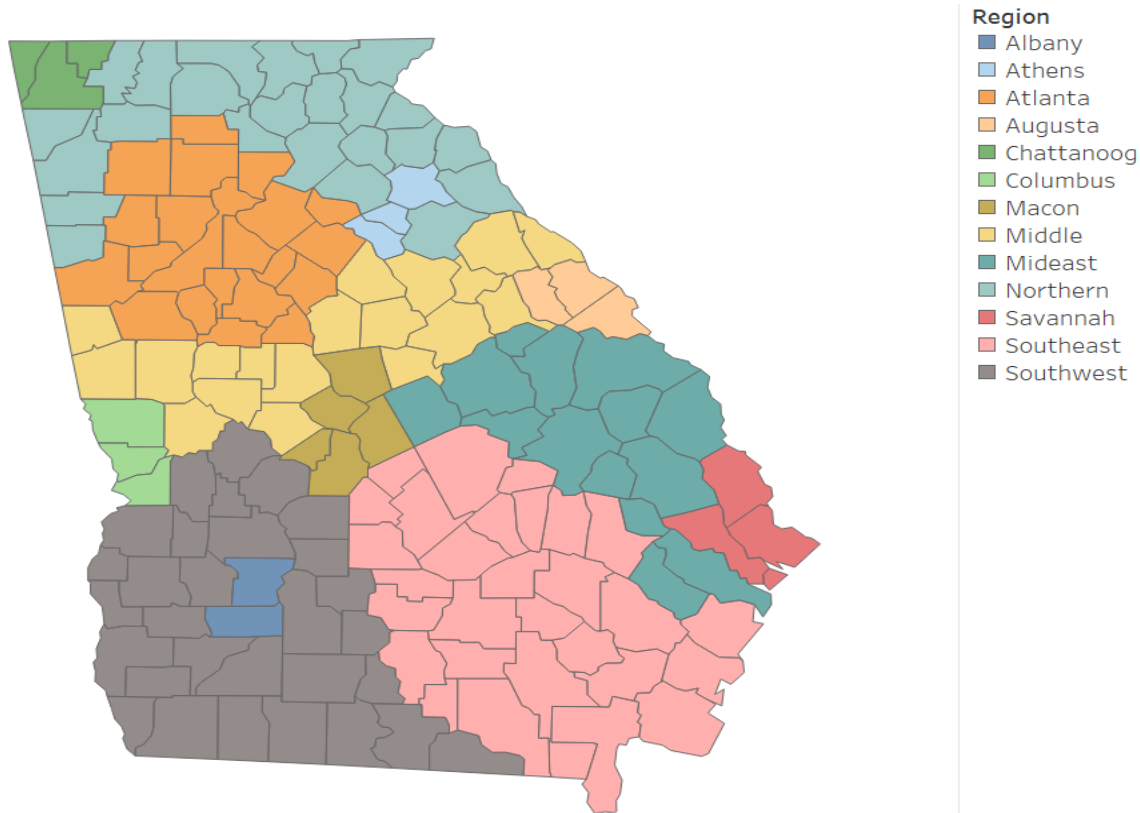 Region
Albany
Athens
Atlanta
Augusta
Chattanoog
Columbus
Macon
Middle
Mideast
Northern
Savannah
Southeast
Southwest